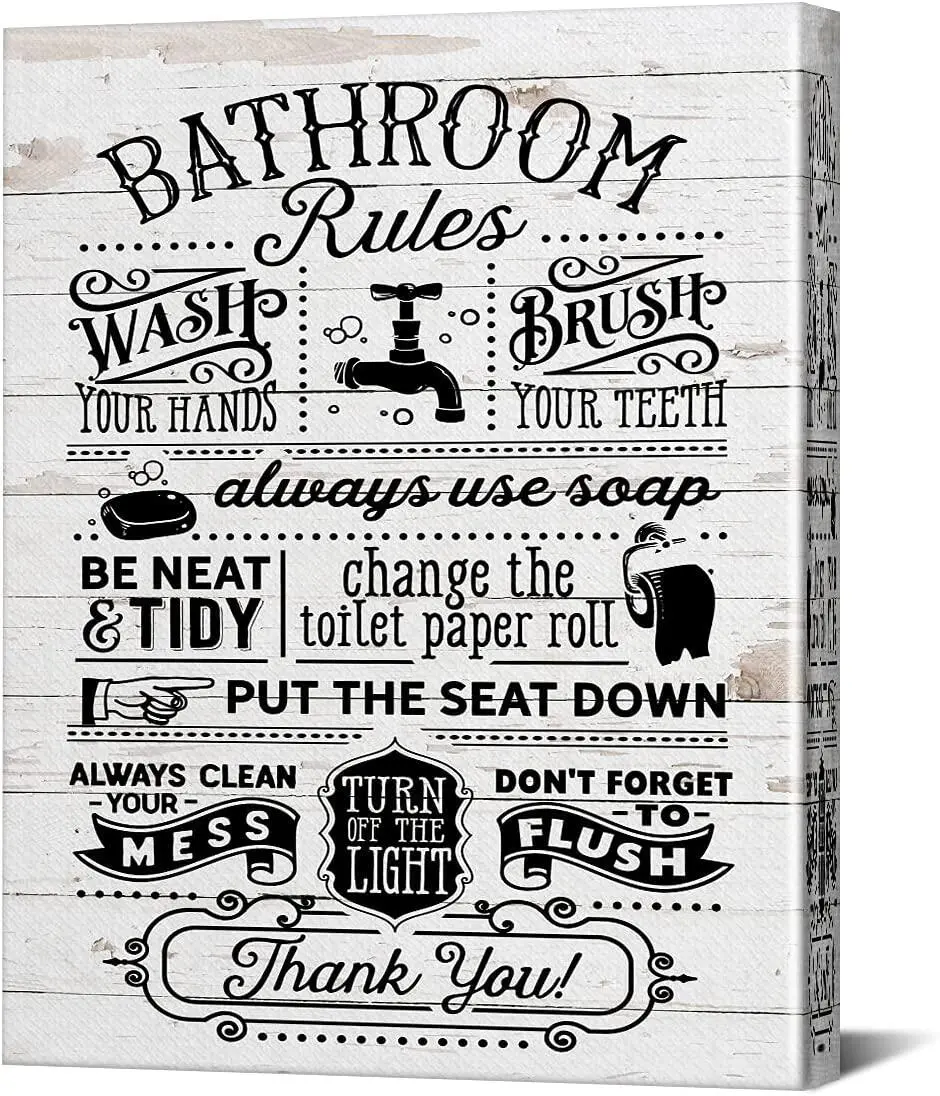 BATHROOM
Rules
WASH
YOUR HANDS
BRUSH
YOUR TEETH
always use soap
BE NEAT
& TIDY
change the
toilet paper roll
PUT THE SEAT DOWN
ALWAYS CLEAN
-YOUR-
MESS
TURN
OFF THE
LIGHT
DON'T FORGET
-TO-
FLUSH
Thank You!